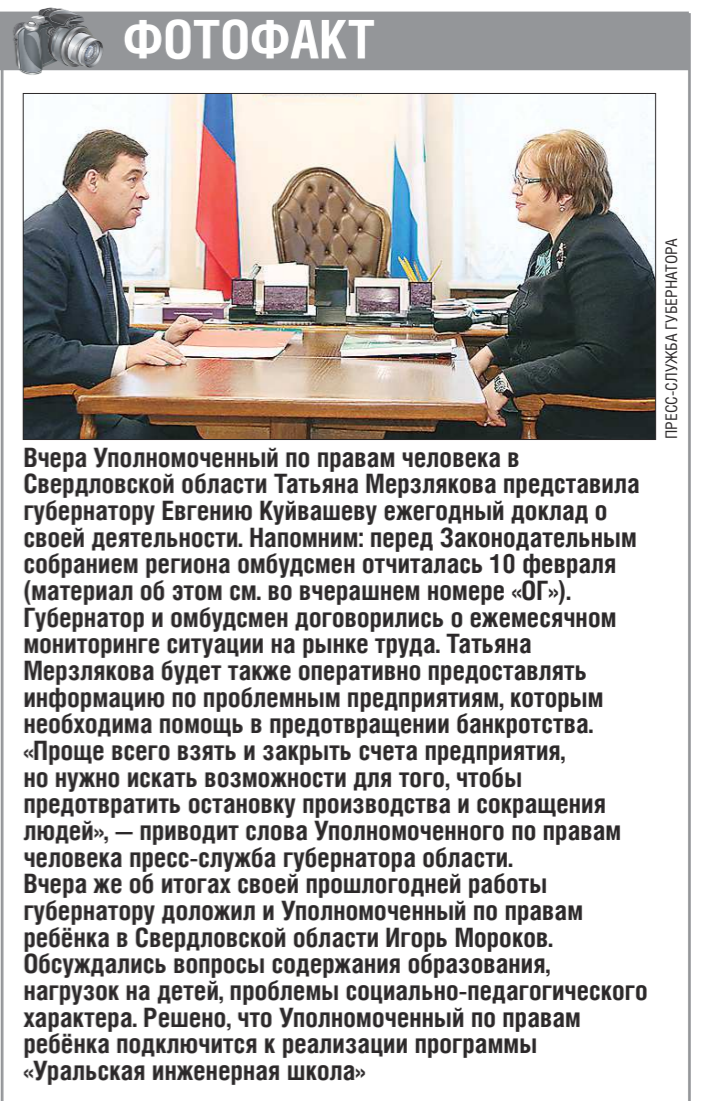 ФОТОФАКТ
ПРЕСС-СЛУЖБА ГУБЕРНАТОРА
Вчера Уполномоченный по правам человека в
Свердловской области Татьяна Мерзлякова представила
губернатору Евгению Куйвашеву ежегодный доклад о
своей деятельности. Напомним: перед Законодательным
собранием региона омбудсмен отчиталась 10 февраля
(материал об этом см. во вчерашнем номере «ОГ»).
Губернатор и омбудсмен договорились о ежемесячном
мониторинге ситуации на рынке труда. Татьяна
Мерзлякова будет также оперативно предоставлять
информацию по проблемным предприятиям, которым
необходима помощь в предотвращении банкротства.
«Проще всего взять и закрыть счета предприятия,
но нужно искать возможности для того, чтобы
предотвратить остановку производства и сокращения
людей», — приводит слова Уполномоченного по правам
человека пресс-служба губернатора области.
Вчера же об итогах своей прошлогодней работы
губернатору доложил и Уполномоченный по правам
ребёнка в Свердловской области Игорь Мороков.
Обсуждались вопросы содержания образования,
нагрузок на детей, проблемы социально-педагогического
характера. Решено, что Уполномоченный по правам
ребёнка подключится к реализации программы
«Уральская инженерная школа»